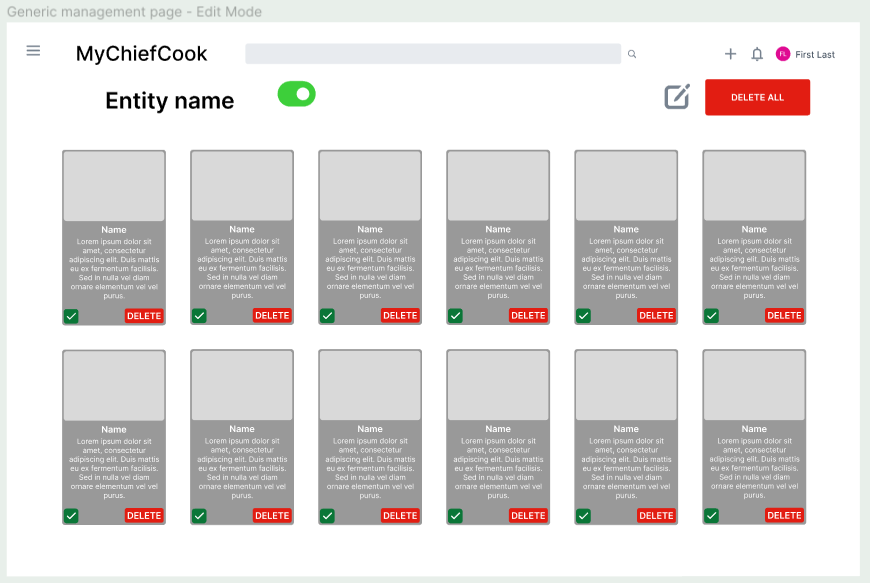 Generic management page - Edit Mode
MyChiefCook
FL First Last
Entity name
DELETE ALL
Name
Lorem ipsum dolor sit
amet, consectetur
adipiscing elit. Duis mattis
eu ex fermentum facilisis.
Sed in nulla vel diam
ornare elementum vel vel
purus.
DELETE
Name
Lorem ipsum dolor sit
amet, consectetur
adipiscing elit. Duis mattis
eu ex fermentum facilisis.
Sed in nulla vel diam
ornare elementum vel vel
purus.
DELETE
Name
Lorem ipsum dolor sit
amet, consectetur
adipiscing elit. Duis mattis
eu ex fermentum facilisis.
Sed in nulla vel diam
ornare elementum vel vel
purus.
DELETE
Name
Lorem ipsum dolor sit
amet, consectetur
adipiscing elit. Duis mattis
eu ex fermentum facilisis.
Sed in nulla vel diam
ornare elementum vel vel
purus.
DELETE
Name
Lorem ipsum dolor sit
amet, consectetur
adipiscing elit. Duis mattis
eu ex fermentum facilisis.
Sed in nulla vel diam
ornare elementum vel vel
purus.
DELETE
Name
Lorem ipsum dolor sit
amet, consectetur
adipiscing elit. Duis mattis
eu ex fermentum facilisis.
Sed in nulla vel diam
ornare elementum vel vel
purus.
DELETE
Name
Lorem ipsum dolor sit
amet, consectetur
adipiscing elit. Duis mattis
eu ex fermentum facilisis.
Sed in nulla vel diam
ornare elementum vel vel
purus.
DELETE
Name
Lorem ipsum dolor sit
amet, consectetur
adipiscing elit. Duis mattis
eu ex fermentum facilisis.
Sed in nulla vel diam
ornare elementum vel vel
purus.
DELETE
Name
Lorem ipsum dolor sit
amet, consectetur
adipiscing elit. Duis mattis
eu ex fermentum facilisis.
Sed in nulla vel diam
ornare elementum vel vel
purus.
DELETE
Name
Lorem ipsum dolor sit
amet, consectetur
adipiscing elit. Duis mattis
eu ex fermentum facilisis.
Sed in nulla vel diam
ornare elementum vel vel
purus.
DELETE
Name
Lorem ipsum dolor sit
amet, consectetur
adipiscing elit. Duis mattis
eu ex fermentum facilisis.
Sed in nulla vel diam
ornare elementum vel vel
purus.
DELETE
Name
Lorem ipsum dolor sit
amet, consectetur
adipiscing elit. Duis mattis
eu ex fermentum facilisis.
Sed in nulla vel diam
ornare elementum vel vel
purus.
DELETE